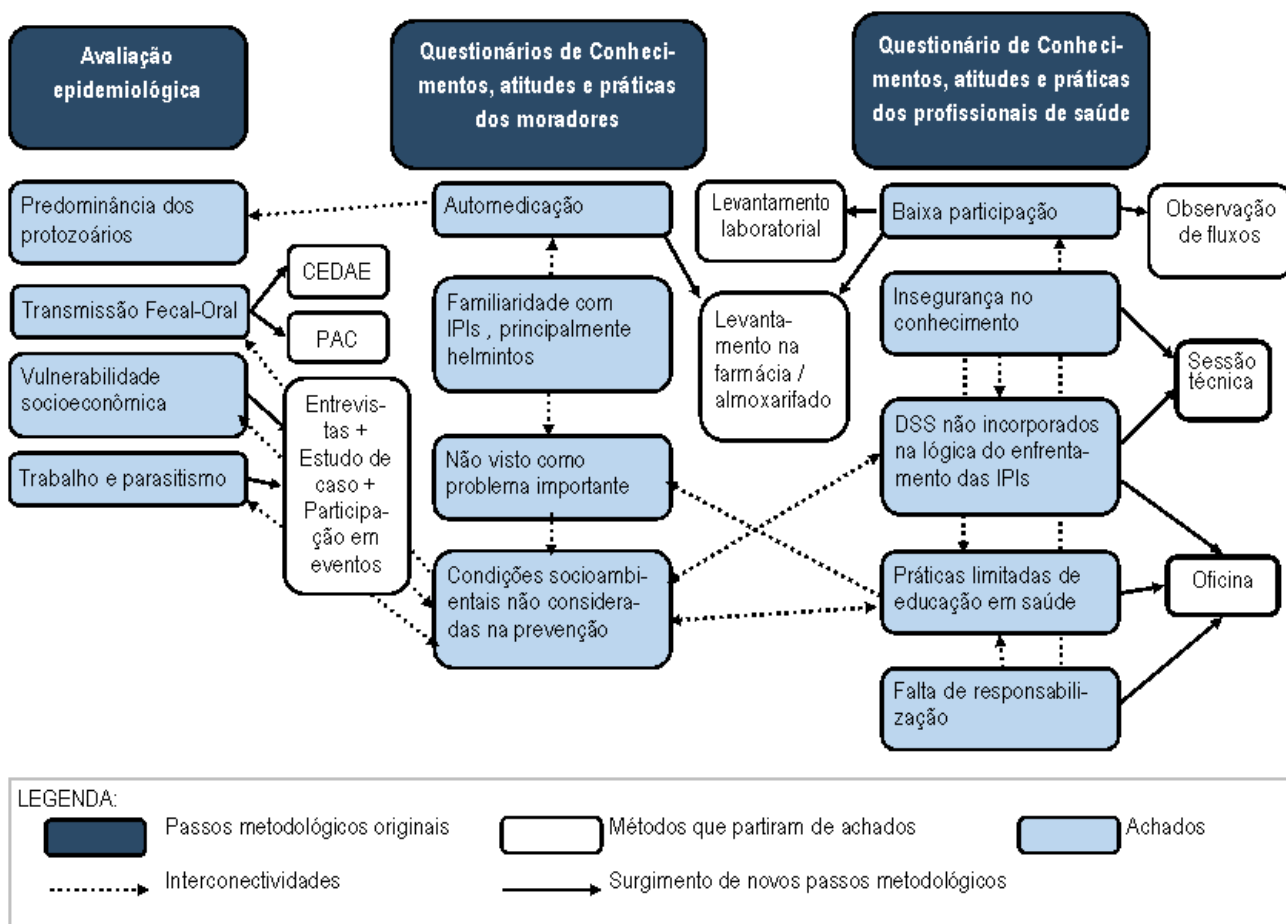 Avaliação
epidemiológica
Questionários de Conheci-
mentos, atitudes e práticas
dos moradores
Questionário de Conheci-
mentos, atitudes e práticas
dos profissionais de saúde
Predominância dos
protozoários
Transmissão Fecal-Oral
Vulnerabilidade
socioeconômica
Trabalho e parasitismo
CEDAE
PAC
Entrevis-
tas +
Estudo de
caso +
Participa-
ção em
eventos
Automedicação
Familiaridade com
IPIs , principalmente
helmintos
Não visto como
problema importante
Condições socioambi-
entais não considera-
das na prevenção
Levantamento
laboratorial
Levanta-
mento na
farmácia /
almoxarifado
Baixa participação
Insegurança no
conhecimento
DSS não incorporados
na lógica do enfrenta-
mento das IPIs
Práticas limitadas de
educação em saúde
Falta de responsabili-
zação
Observação
de fluxos
Sessão
técnica
Oficina
LEGENDA:
Passos metodológicos originais
Métodos que partiram de achados
Achados
Interconectividades
Surgimento de novos passos metodológicos